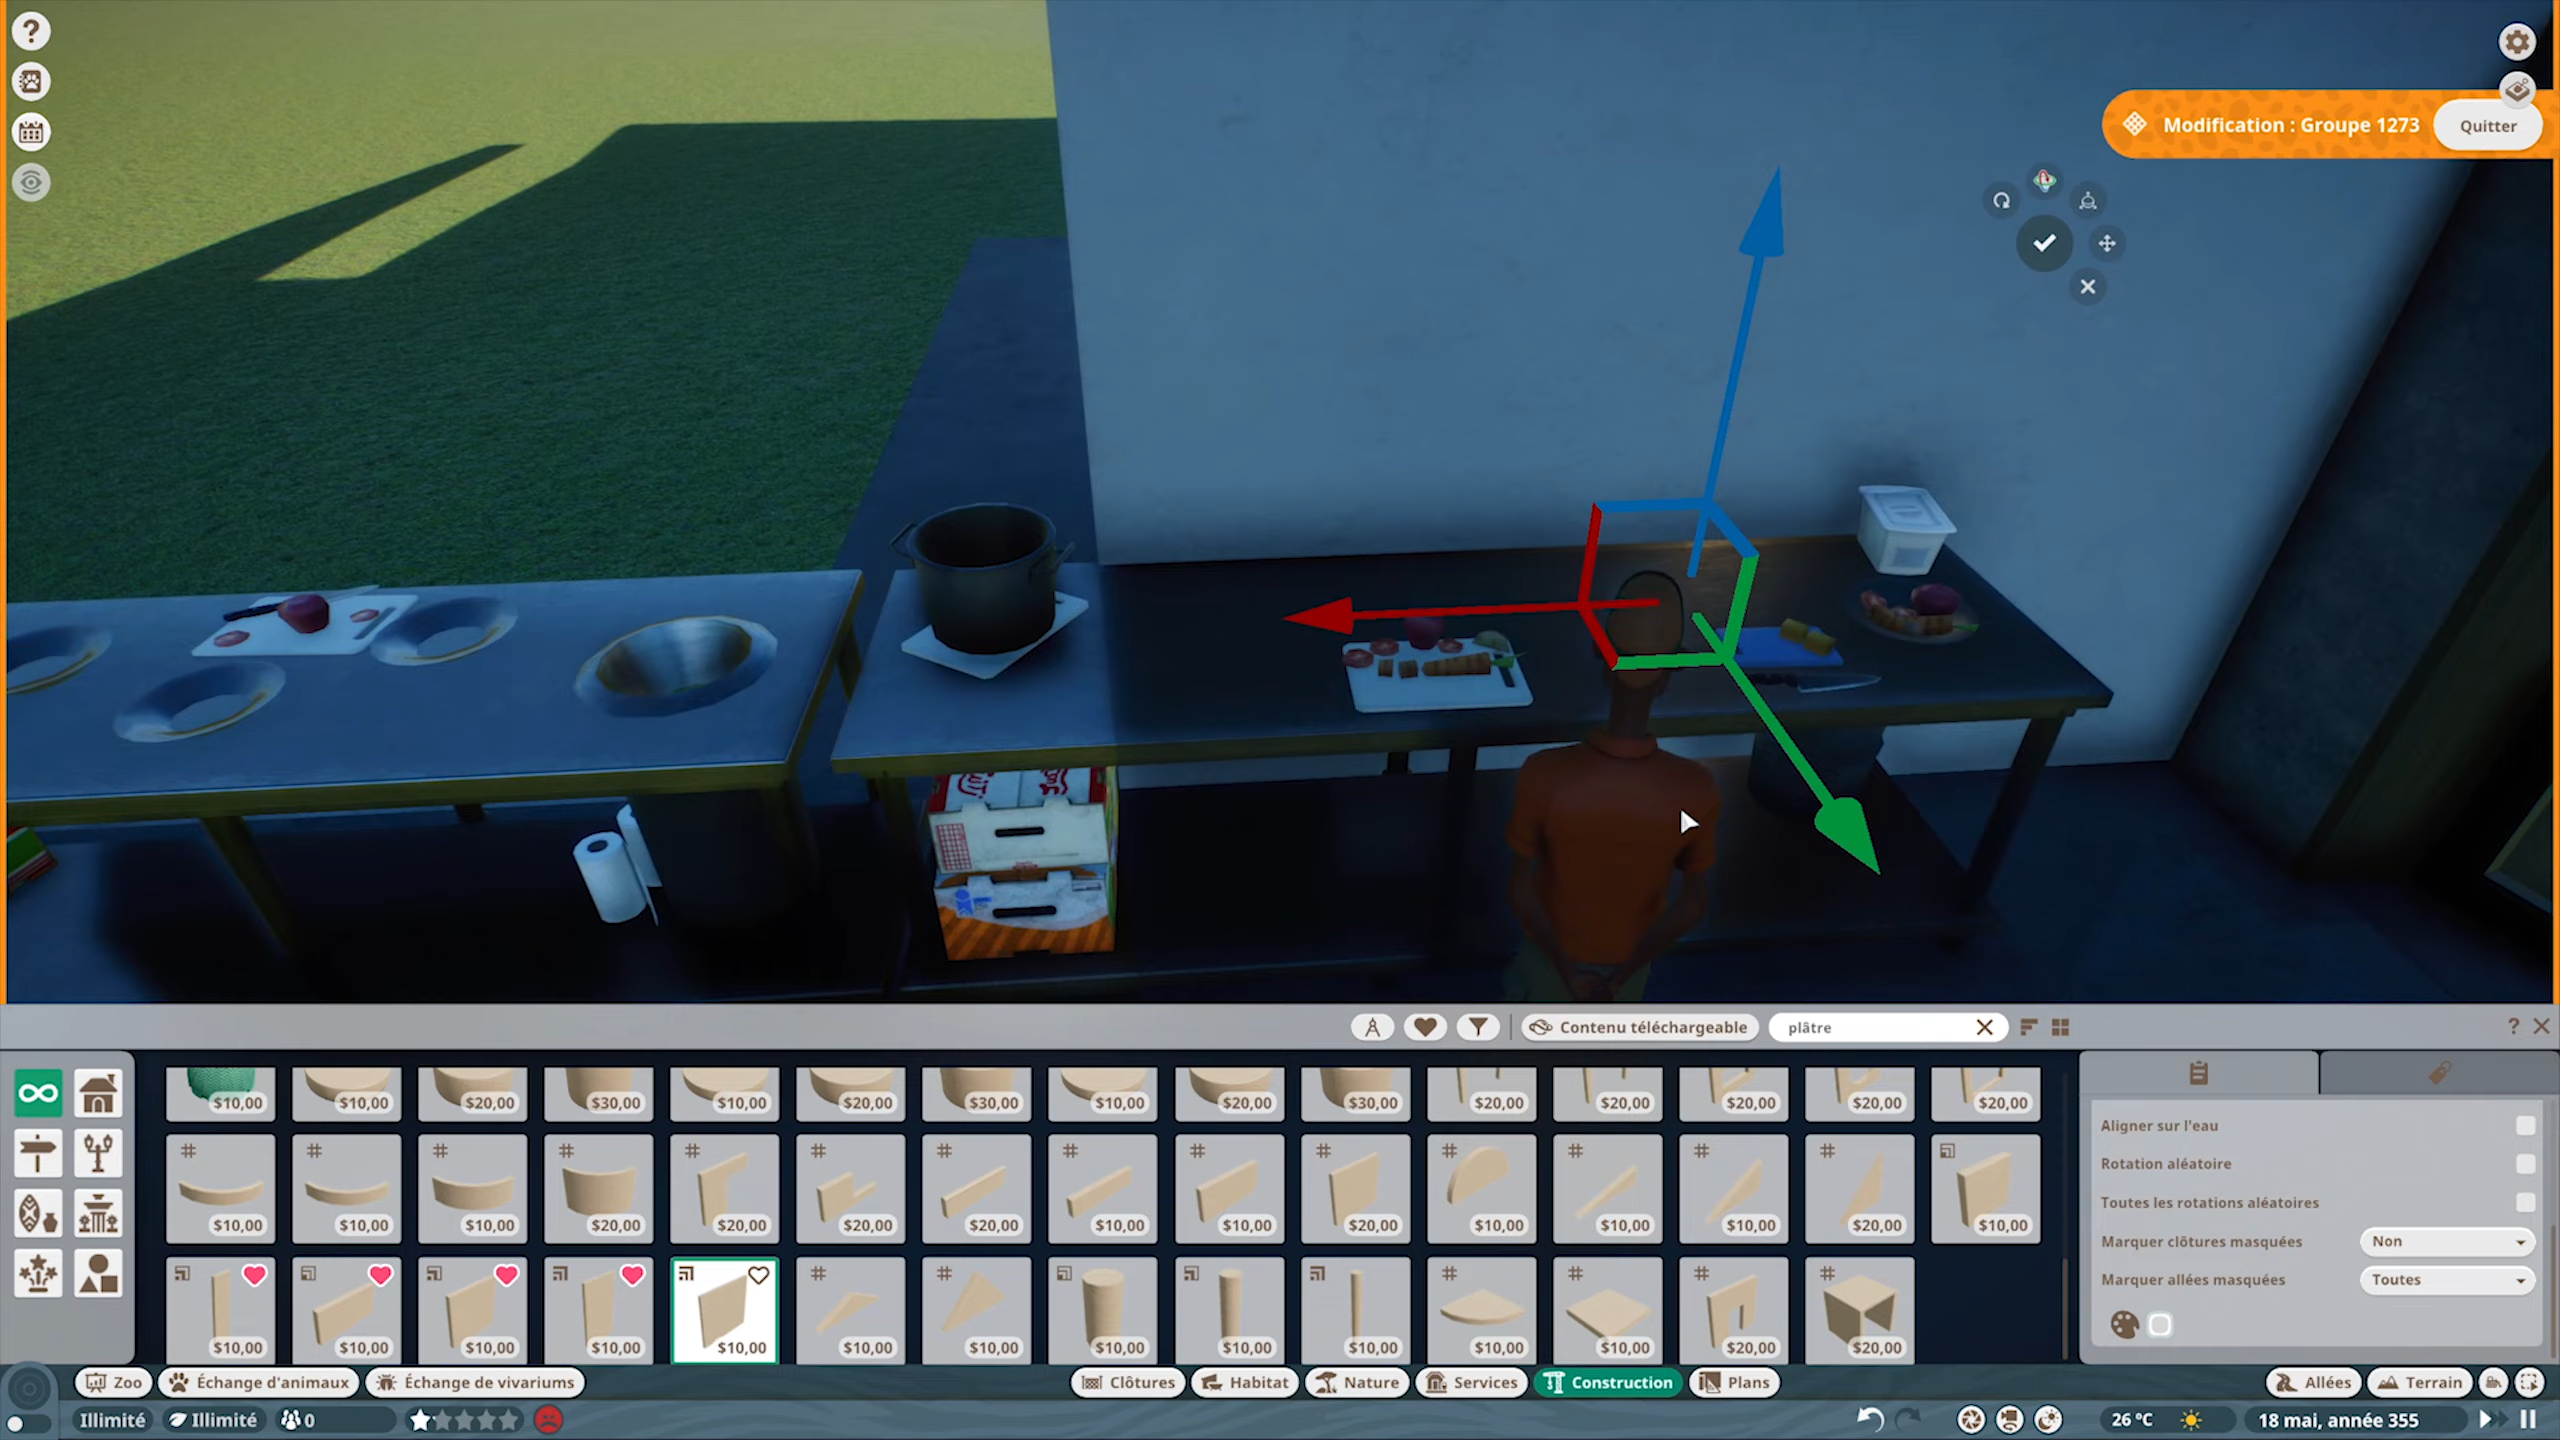 Modification : Groupe 1273
Quitter
Contenu téléchargeable
plâtre
$10,00 $10,00 $20,00 $30,00 $10,00 $20,00 $30,00 $10,00 $20,00 $30,00 $20,00 $20,00 $20,00 $20,00 $20,00
$10,00 $10,00 $10,00 $20,00 $20,00 $20,00 $20,00 $10,00 $10,00 $20,00 $10,00 $10,00 $10,00 $20,00 $10,00
$10,00 $10,00 $10,00 $10,00 $10,00 $10,00 $10,00 $10,00 $10,00 $10,00 $10,00 $10,00 $20,00 $20,00
Aligner sur l'eau
Rotation aléatoire
Toutes les rotations aléatoires
Marquer clôtures masquées Non
Marquer allées masquées Toutes
Zoo Échange d'animaux Échange de vivariums Clôtures Habitat Nature Services Construction Plans Allées Terrain
Illimité Illimité 0 26 °C 18 mai, année 355